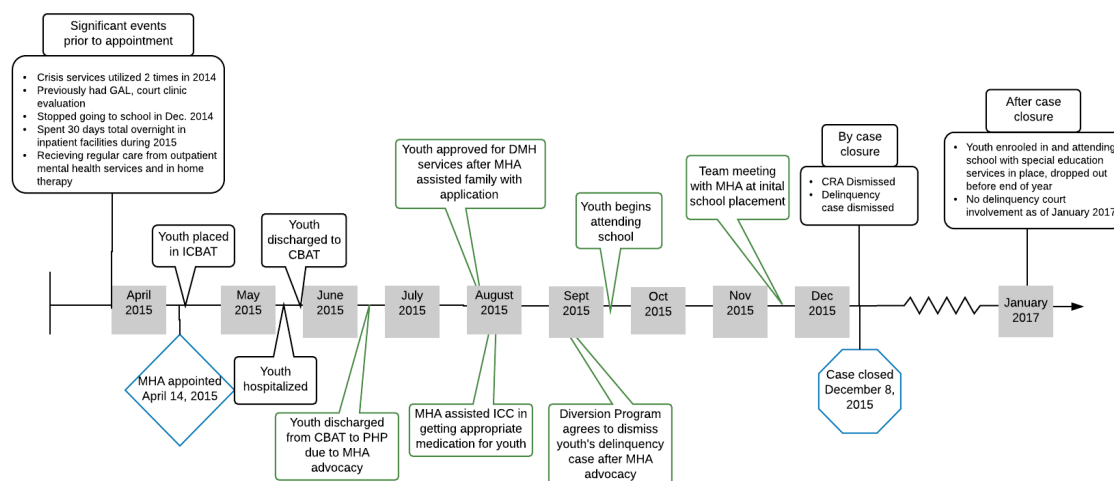 Significant events
prior to appointment
• Crisis services utilized 2 times in 2014
• Previously had GAL, court clinic
evaluation
• Stopped going to school in Dec. 2014
• Spent 30 days total overnight in
inpatient facilities during 2015
• Recieving regular care from outpatient
mental health services and in home
therapy
Youth placed
in ICBAT
Youth
discharged to
CBAT
Youth approved for DMH
services after MHA
assisted family with
application
Youth begins
attending
school
Team meeting
with MHA at inital
school placement
By case
closure
• CRA Dismissed
• Delinquency
case dismissed
After case
closure
• Youth enrooled in and attending
school with special education
services in place, dropped out
before end of year
• No delinquency court
involvement as of January 2017
April
2015
May
2015
June
2015
July
2015
August
2015
Sept
2015
Oct
2015
Nov
2015
Dec
2015
January
2017
MHA appointed
April 14, 2015
Youth
hospitalized
Youth discharged
from CBAT to PHP
due to MHA
advocacy
MHA assisted ICC in
getting appropriate
medication for youth
Diversion Program
agrees to dismiss
youth's delinquency
case after MHA
advocacy
Case closed
December 8,
2015